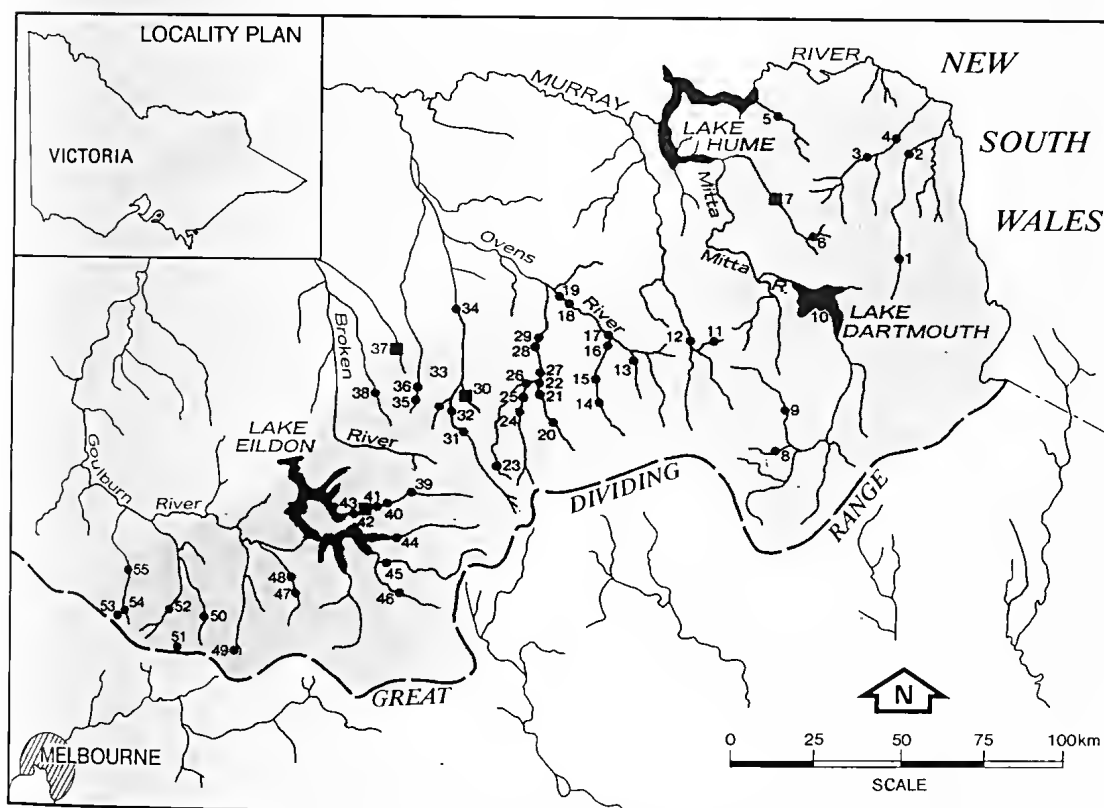 LOCALITY PLAN
VICTORIA
NEW
SOUTH
WALES
MURRAY
RIVER
LAKE
HUME
5
4
3
2
7
6
1
Mitta
Mitta
R.
10
LAKE
DARTMOUTH
Ovens
River
19
18
17
16
15
14
13
12
11
9
8
34
29
28
27
26
22
25
21
24
20
23
33
30
32
31
37
36
35
38
Broken
River
LAKE
EILDON
39
41
40
43
42
44
45
46
Goulburn
River
48
47
55
54
53
52
50
51
49
GREAT
DIVIDING
RANGE
MELBOURNE
N
0 25 50 75 100km
SCALE